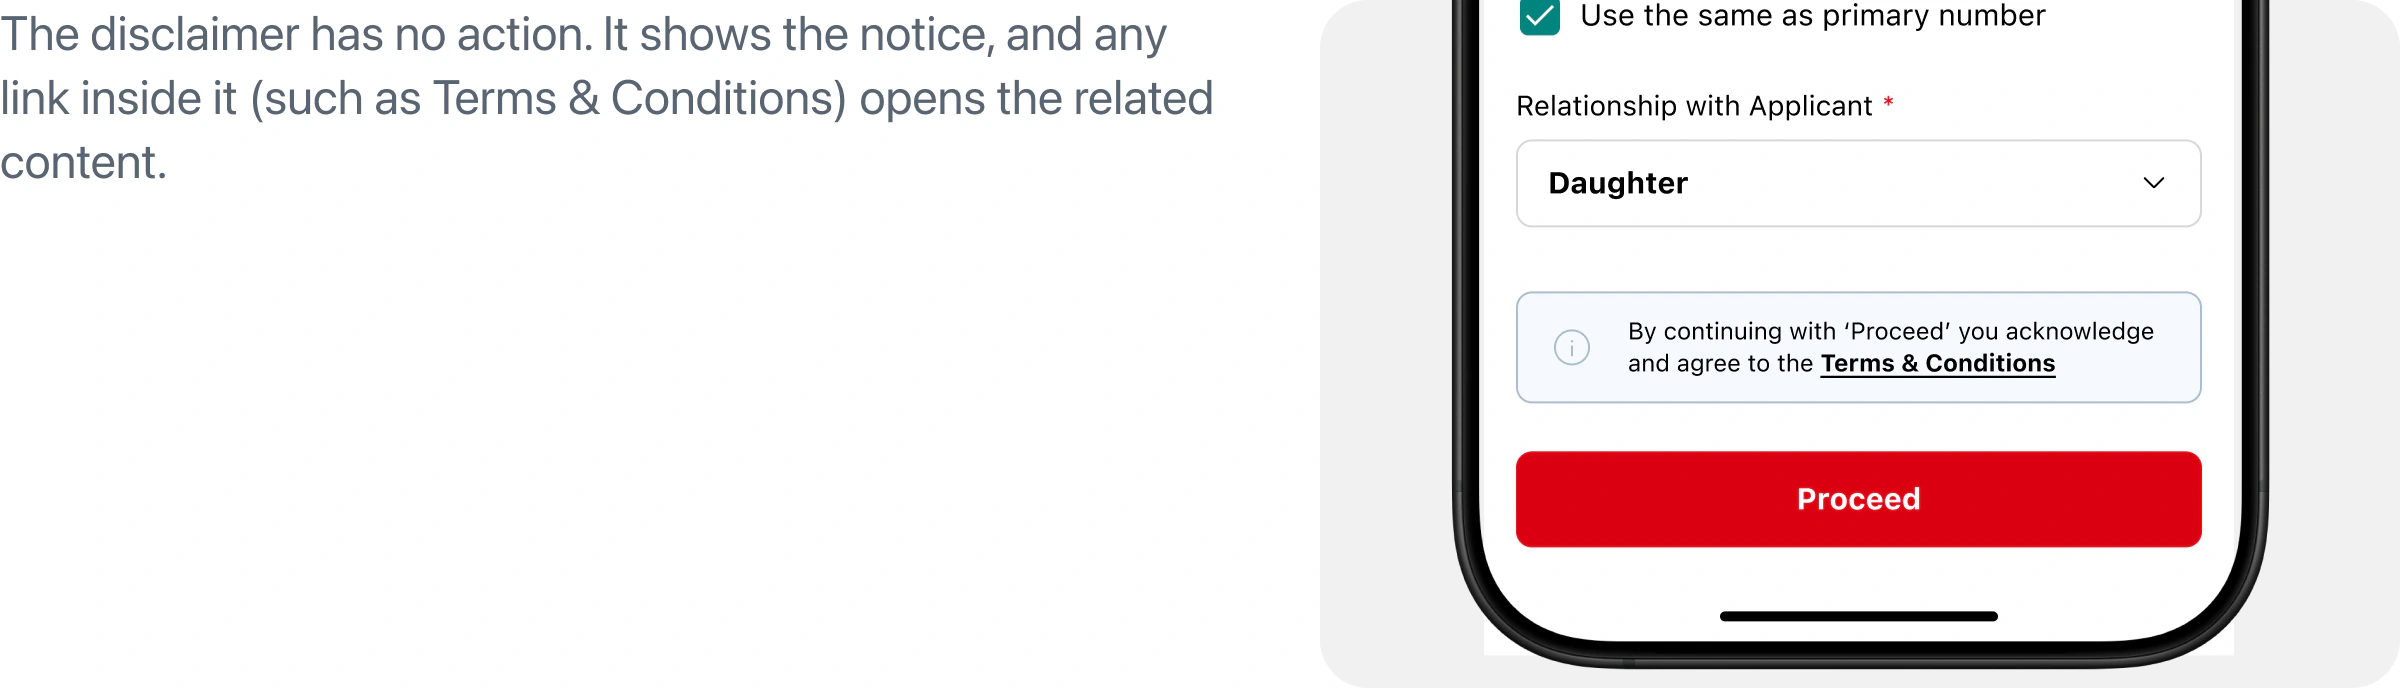 The disclaimer has no action. It shows the notice, and any
link inside it (such as Terms & Conditions) opens the related
content.
Use the same as primary number
Relationship with Applicant *
Daughter
By continuing with ‘Proceed’ you acknowledge
and agree to the Terms & Conditions
Proceed